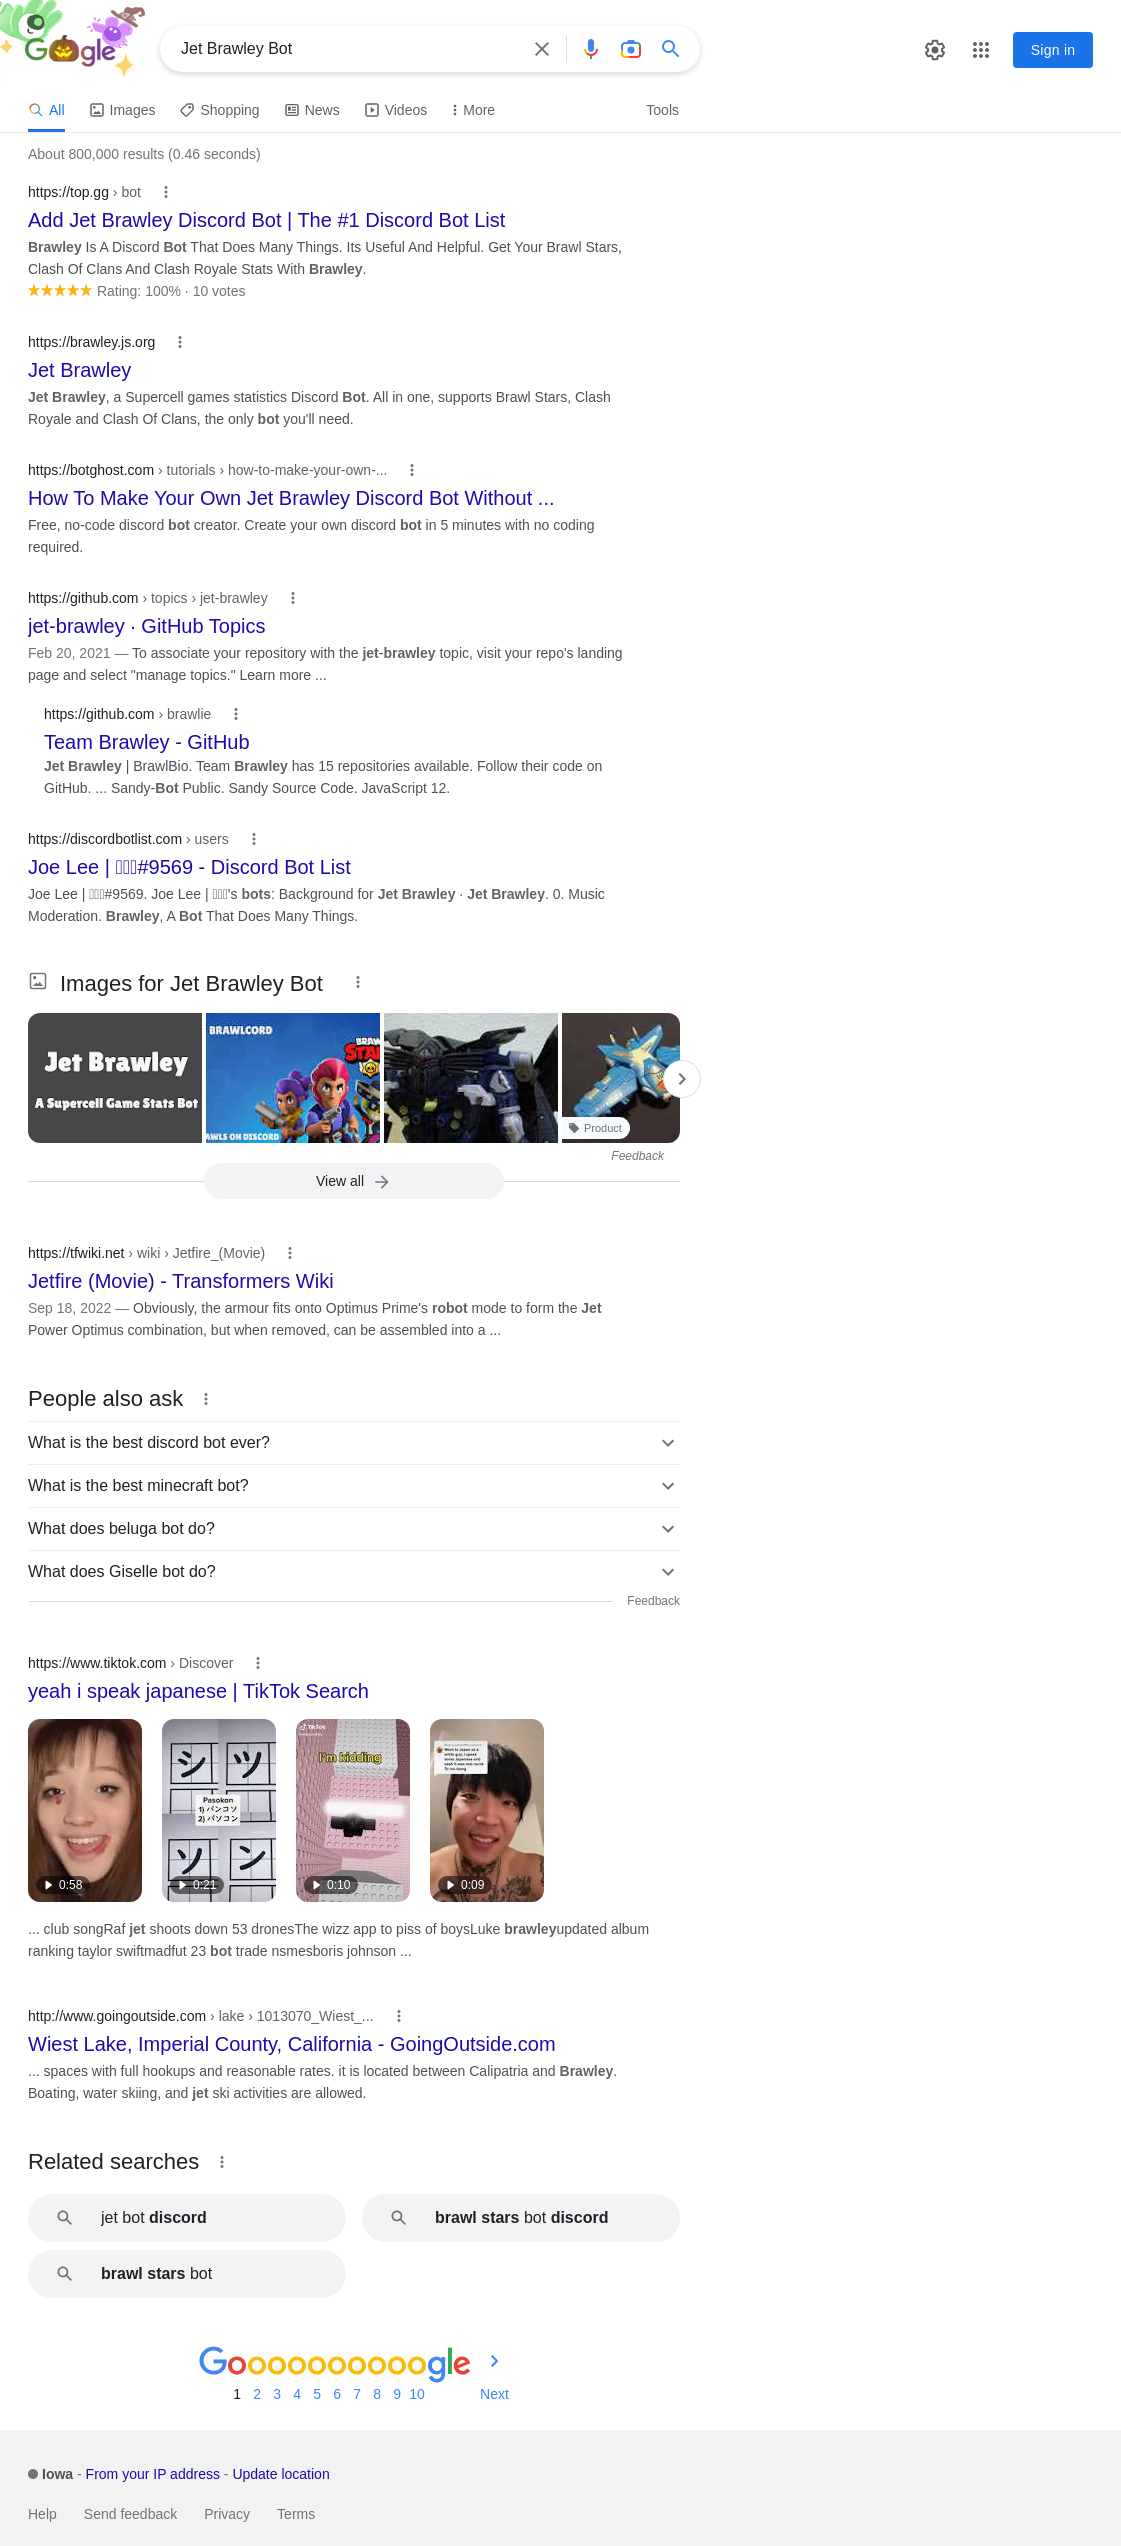 Google
Jet Brawley Bot
Sign in
All
Images
Shopping
News
Videos
More
Tools
About 800,000 results (0.46 seconds)
https://top.gg › bot
Add Jet Brawley Discord Bot | The #1 Discord Bot List
Brawley Is A Discord Bot That Does Many Things. Its Useful And Helpful. Get Your Brawl Stars,
Clash Of Clans And Clash Royale Stats With Brawley.
Rating: 100% · 10 votes
https://brawley.js.org
Jet Brawley
Jet Brawley, a Supercell games statistics Discord Bot. All in one, supports Brawl Stars, Clash
Royale and Clash Of Clans, the only bot you'll need.
https://botghost.com › tutorials › how-to-make-your-own-...
How To Make Your Own Jet Brawley Discord Bot Without ...
Free, no-code discord bot creator. Create your own discord bot in 5 minutes with no coding
required.
https://github.com › topics › jet-brawley
jet-brawley · GitHub Topics
Feb 20, 2021 — To associate your repository with the jet-brawley topic, visit your repo's landing
page and select "manage topics." Learn more ...
https://github.com › brawlie
Team Brawley - GitHub
Jet Brawley | BrawlBio. Team Brawley has 15 repositories available. Follow their code on
GitHub. ... Sandy-Bot Public. Sandy Source Code. JavaScript 12.
https://discordbotlist.com › users
Joe Lee | #9569 - Discord Bot List
Joe Lee | #9569. Joe Lee | 's bots: Background for Jet Brawley · Jet Brawley. 0. Music
Moderation. Brawley, A Bot That Does Many Things.
Images for Jet Brawley Bot
Jet Brawley
A Supercell Game Stats Bot
BRAWLCORD
BRAW
STA
AWLS ON DISCORD
Product
Feedback
View all
https://tfwiki.net › wiki › Jetfire_(Movie)
Jetfire (Movie) - Transformers Wiki
Sep 18, 2022 — Obviously, the armour fits onto Optimus Prime's robot mode to form the Jet
Power Optimus combination, but when removed, can be assembled into a ...
People also ask
What is the best discord bot ever?
What is the best minecraft bot?
What does beluga bot do?
What does Giselle bot do?
Feedback
https://www.tiktok.com › Discover
yeah i speak japanese | TikTok Search
シ ツ
Pasokon
1) パンコソ
2) パソコン
ソ ン
TikTok
I'm kidding
0:58
0:21
0:10
0:09
... club songRaf jet shoots down 53 dronesThe wizz app to piss of boysLuke brawleyupdated album
ranking taylor swiftmadfut 23 bot trade nsmesboris johnson ...
http://www.goingoutside.com › lake › 1013070_Wiest_...
Wiest Lake, Imperial County, California - GoingOutside.com
... spaces with full hookups and reasonable rates. it is located between Calipatria and Brawley.
Boating, water skiing, and jet ski activities are allowed.
Related searches
jet bot discord
brawl stars bot discord
brawl stars bot
Goooooooooogle
1 2 3 4 5 6 7 8 9 10 Next
Iowa - From your IP address - Update location
Help Send feedback Privacy Terms